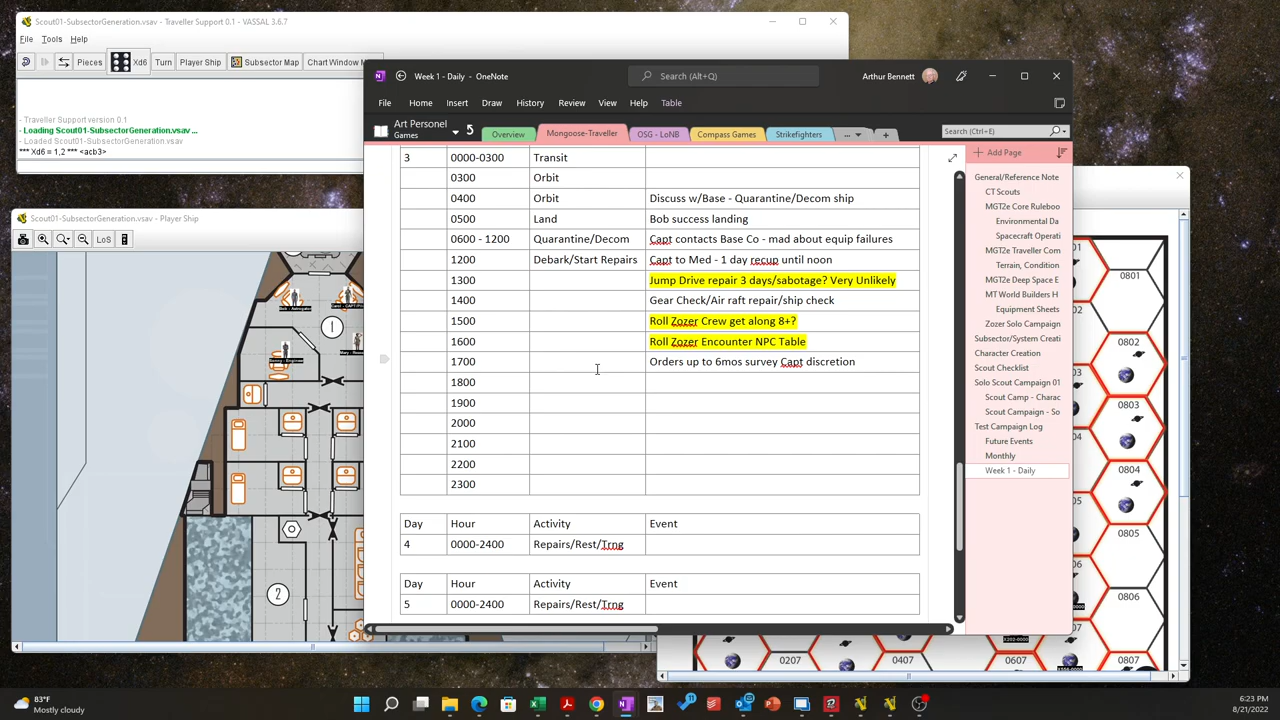 Scout01-SubsectorGeneration.vsav - Traveller Support 0.1 - VASSAL 3.6.7
File Tools Help
Pieces Xd6 Turn Player Ship Subsector Map Chart Window
- Traveller Support version 0.1
- Loading Scout01-SubsectorGeneration.vsav ...
- Loaded Scout01-SubsectorGeneration.vsav
*** Xd6 = 1,2 *** <acb3>
Scout01-SubsectorGeneration.vsav - Player Ship
LoS
1
2
Week 1 - Daily - OneNote
Search (Alt+Q)
Arthur Bennett
File Home Insert Draw History Review View Help Table
Art Personel
Games
5
Overview Mongoose-Traveller OSG - LoNB Compass Games Strikefighters ... +
Search (Ctrl+E)
3 0000-0300 Transit
0300 Orbit
0400 Orbit Discuss w/Base - Quarantine/Decom ship
0500 Land Bob success landing
0600 - 1200 Quarantine/Decom Capt contacts Base Co - mad about equip failures
1200 Debark/Start Repairs Capt to Med - 1 day recup until noon
1300 Jump Drive repair 3 days/sabotage? Very Unlikely
1400 Gear Check/Air raft repair/ship check
1500 Roll Zozer Crew get along 8+?
1600 Roll Zozer Encounter NPC Table
1700 Orders up to 6mos survey Capt discretion
1800
1900
2000
2100
2200
2300
Day Hour Activity Event
4 0000-2400 Repairs/Rest/Trng
Day Hour Activity Event
5 0000-2400 Repairs/Rest/Trng
Add Page
General/Reference Note
CT Scouts
MGT2e Core Ruleboo
Environmental Da
Spacecraft Operati
MGT2e Traveller Com
Terrain, Condition
MGT2e Deep Space E
MT World Builders H
Equipment Sheets
Zozer Solo Campaign
Subsector/System Creati
Character Creation
Scout Checklist
Solo Scout Campaign 01
Scout Camp - Charac
Scout Campaign - So
Test Campaign Log
Future Events
Monthly
Week 1 - Daily
0801
0802
0803
0804
0805
0806
0207 0407 0607 0807
83°F
Mostly cloudy
6:23 PM
8/21/2022